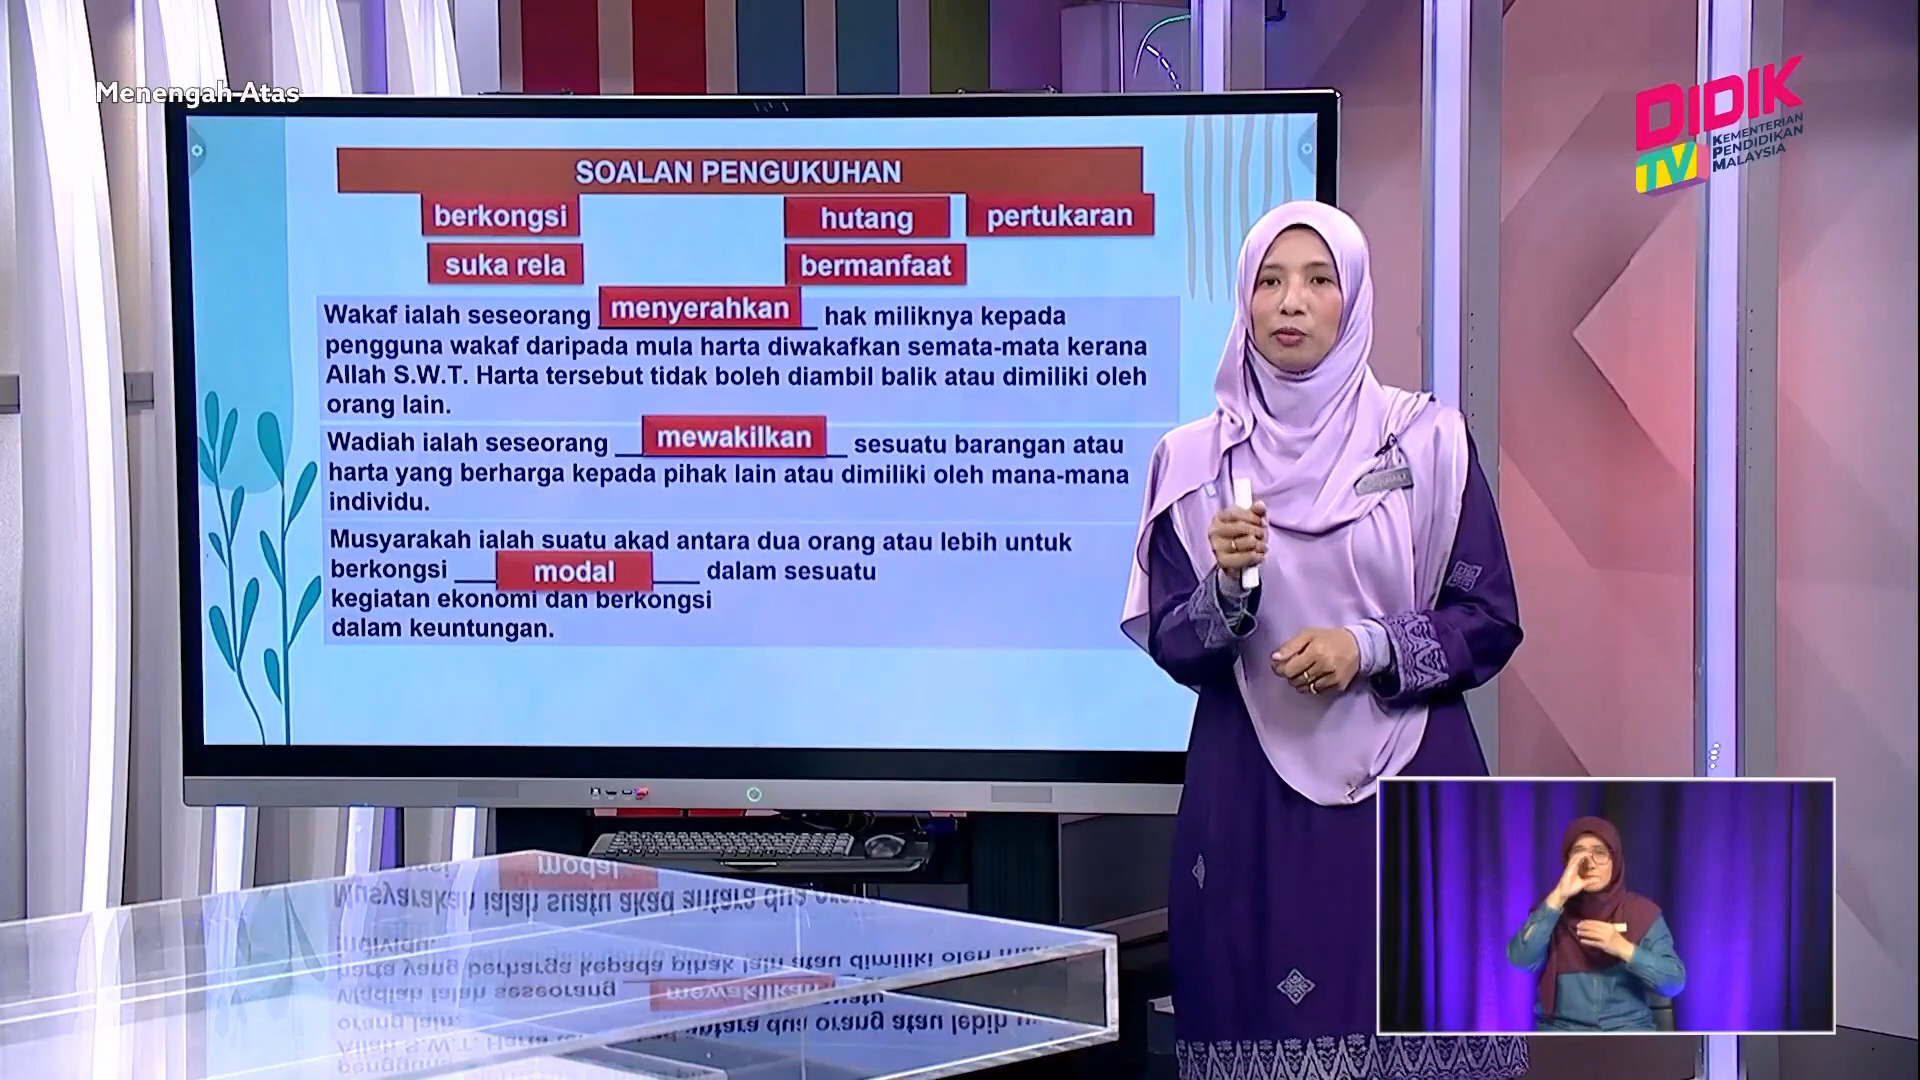 Menengah Atas
DIDIK
TV
KEMENTERIAN
PENDIDIKAN
MALAYSIA
SOALAN PENGUKUHAN
berkongsi hutang pertukaran
suka rela bermanfaat
Wakaf ialah seseorang menyerahkan hak miliknya kepada
pengguna wakaf daripada mula harta diwakafkan semata-mata kerana
Allah S.W.T. Harta tersebut tidak boleh diambil balik atau dimiliki oleh
orang lain.
Wadiah ialah seseorang mewakilkan sesuatu barangan atau
harta yang berharga kepada pihak lain atau dimiliki oleh mana-mana
individu.
Musyarakah ialah suatu akad antara dua orang atau lebih untuk
berkongsi modal dalam sesuatu
kegiatan ekonomi dan berkongsi
dalam keuntungan.